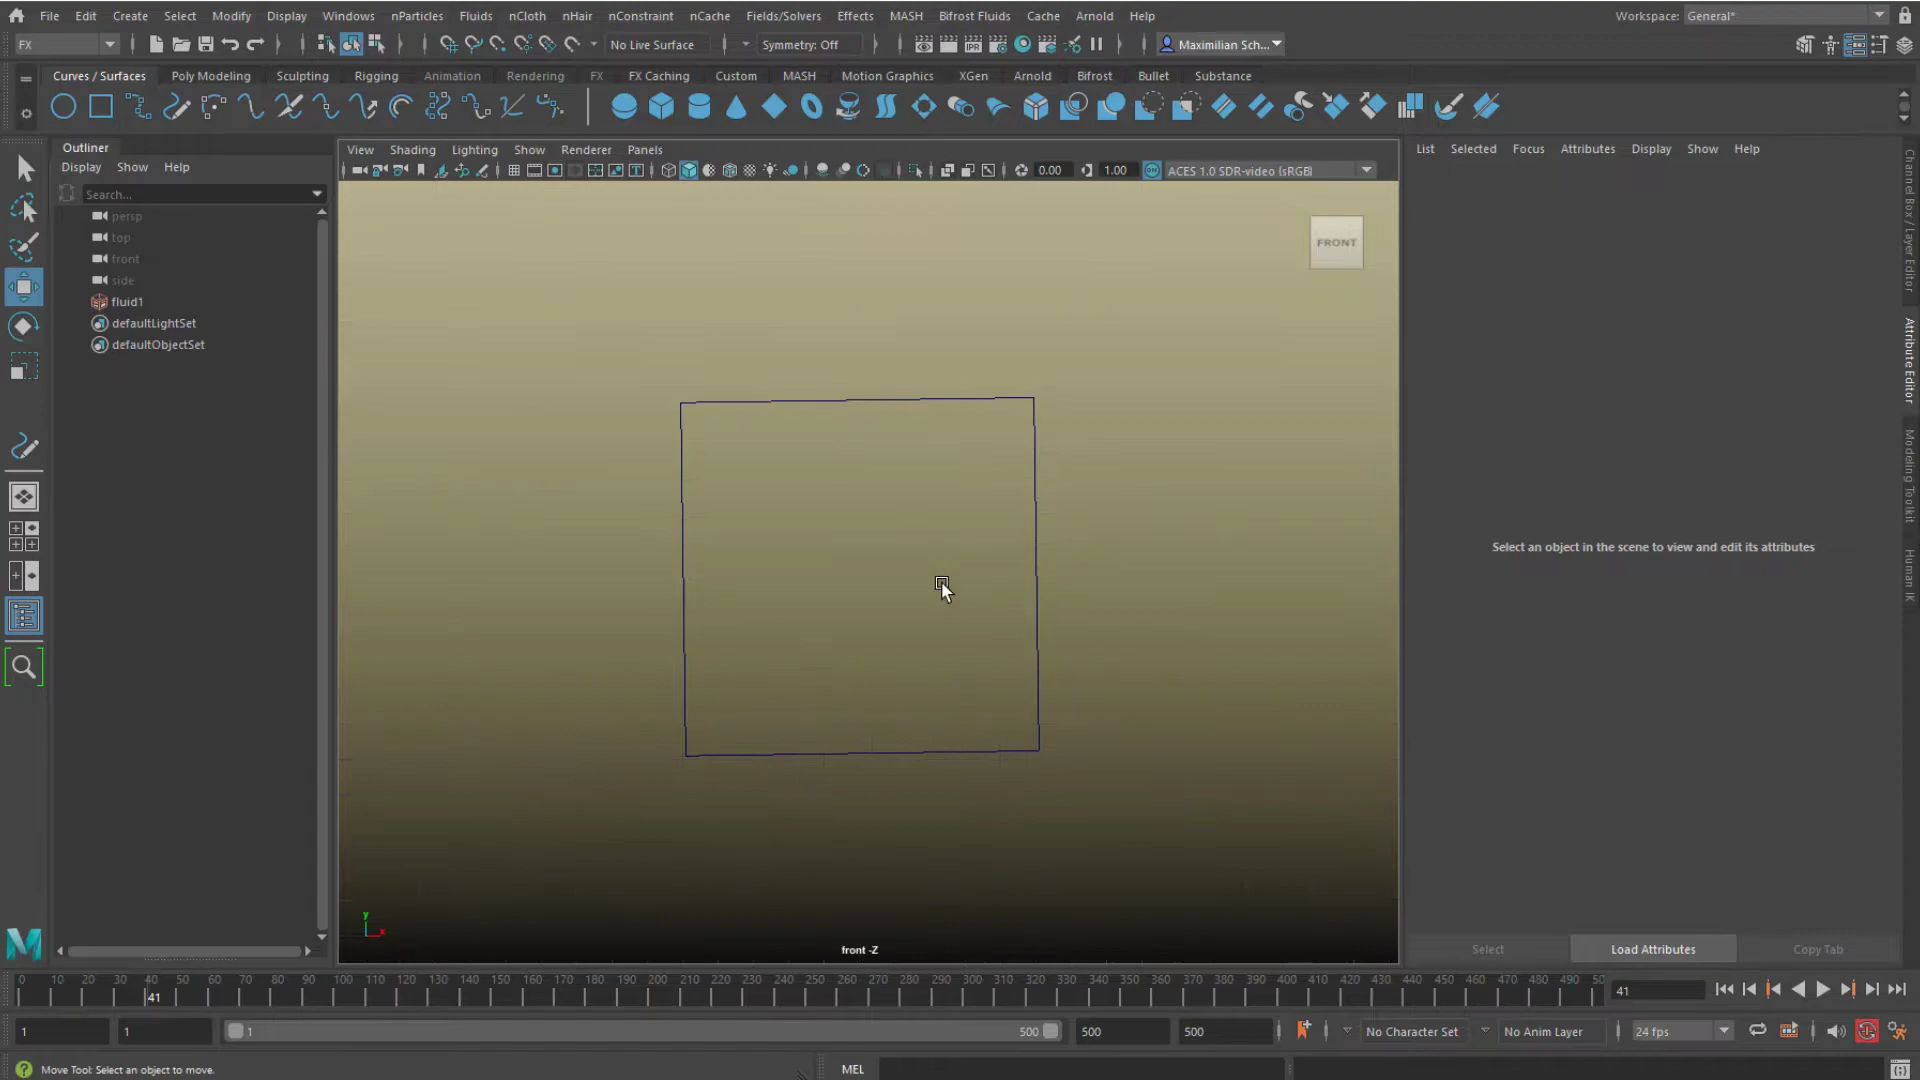 File Edit Create Select Modify Display Windows nParticles Fluids nCloth nHair nConstraint nCache Fields/Solvers Effects MASH Bifrost Fluids Cache Arnold Help Workspace: General*
FX No Live Surface Symmetry: Off IPR Maximilian Sch...
Curves / Surfaces Poly Modeling Sculpting Rigging Animation Rendering FX FX Caching Custom MASH Motion Graphics XGen Arnold Bifrost Bullet Substance
Outliner
Display Show Help
Search...
persp
top
front
side
fluid1
defaultLightSet
defaultObjectSet
View Shading Lighting Show Renderer Panels
0.00 1.00 ACES 1.0 SDR-video (sRGB)
FRONT
front -Z
y
x
List Selected Focus Attributes Display Show Help
Select an object in the scene to view and edit its attributes
Select Load Attributes Copy Tab
Channel Box / Layer Editor
Attribute Editor
Modeling Toolkit
Human IK
0 10 20 30 40 50 60 70 80 90 100 110 120 130 140 150 160 170 180 190 200 210 220 230 240 250 260 270 280 290 300 310 320 330 340 350 360 370 380 390 400 410 420 430 440 450 460 470 480 490 50
41 41
1 1 1 500 500 500 No Character Set No Anim Layer 24 fps
Move Tool: Select an object to move. MEL